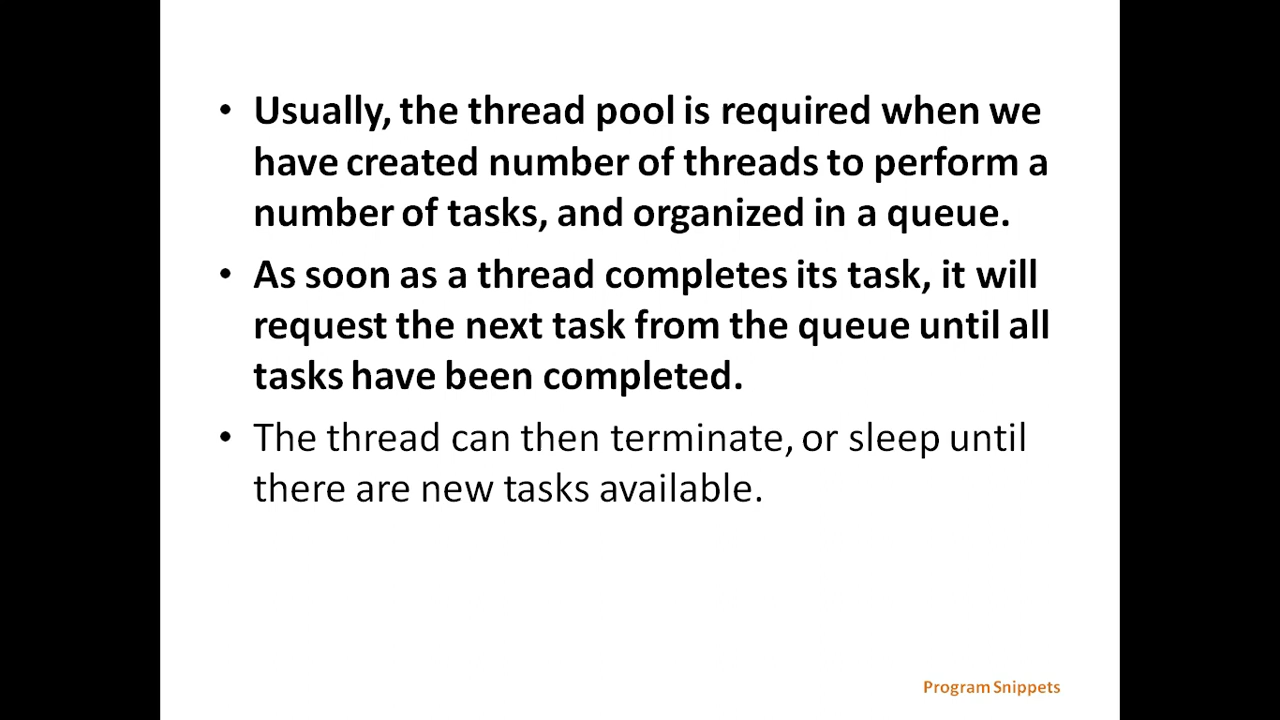 • Usually, the thread pool is required when we
have created number of threads to perform a
number of tasks, and organized in a queue.
• As soon as a thread completes its task, it will
request the next task from the queue until all
tasks have been completed.
• The thread can then terminate, or sleep until
there are new tasks available.
Program Snippets